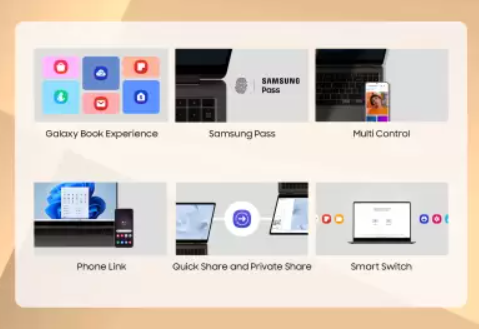 SAMSUNG
Pass
Galaxy Book Experience
Samsung Pass
Multi Control
Phone Link
Quick Share and Private Share
Smart Switch